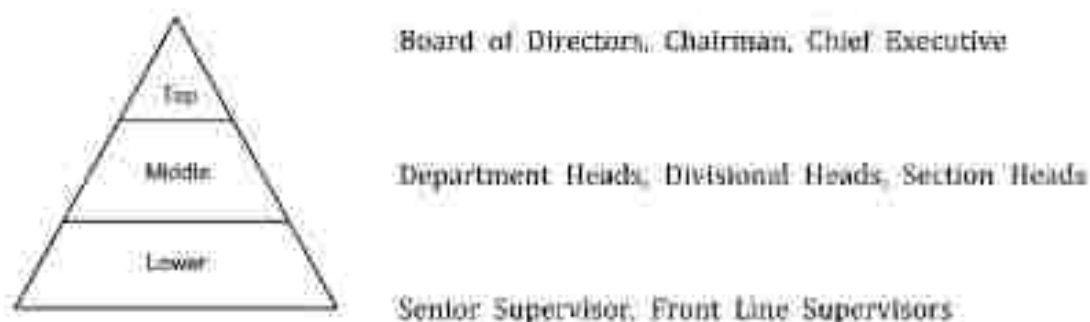 Board of Directors, Chairman, Chief Executive
Top
Middle
Department Heads, Divisional Heads, Section Heads
Lower
Senior Supervisor, Front Line Supervisors